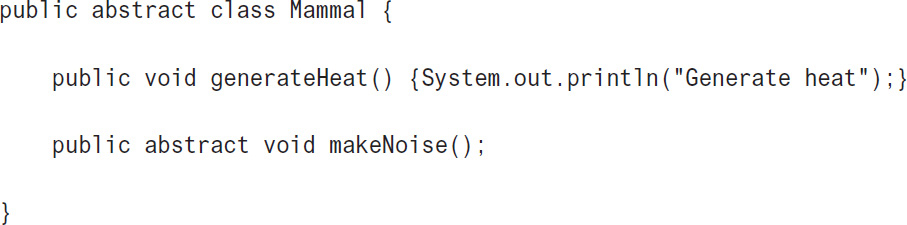 public abstract class Mammal {
    public void generateHeat() {System.out.println("Generate heat");}
    public abstract void makeNoise();
}